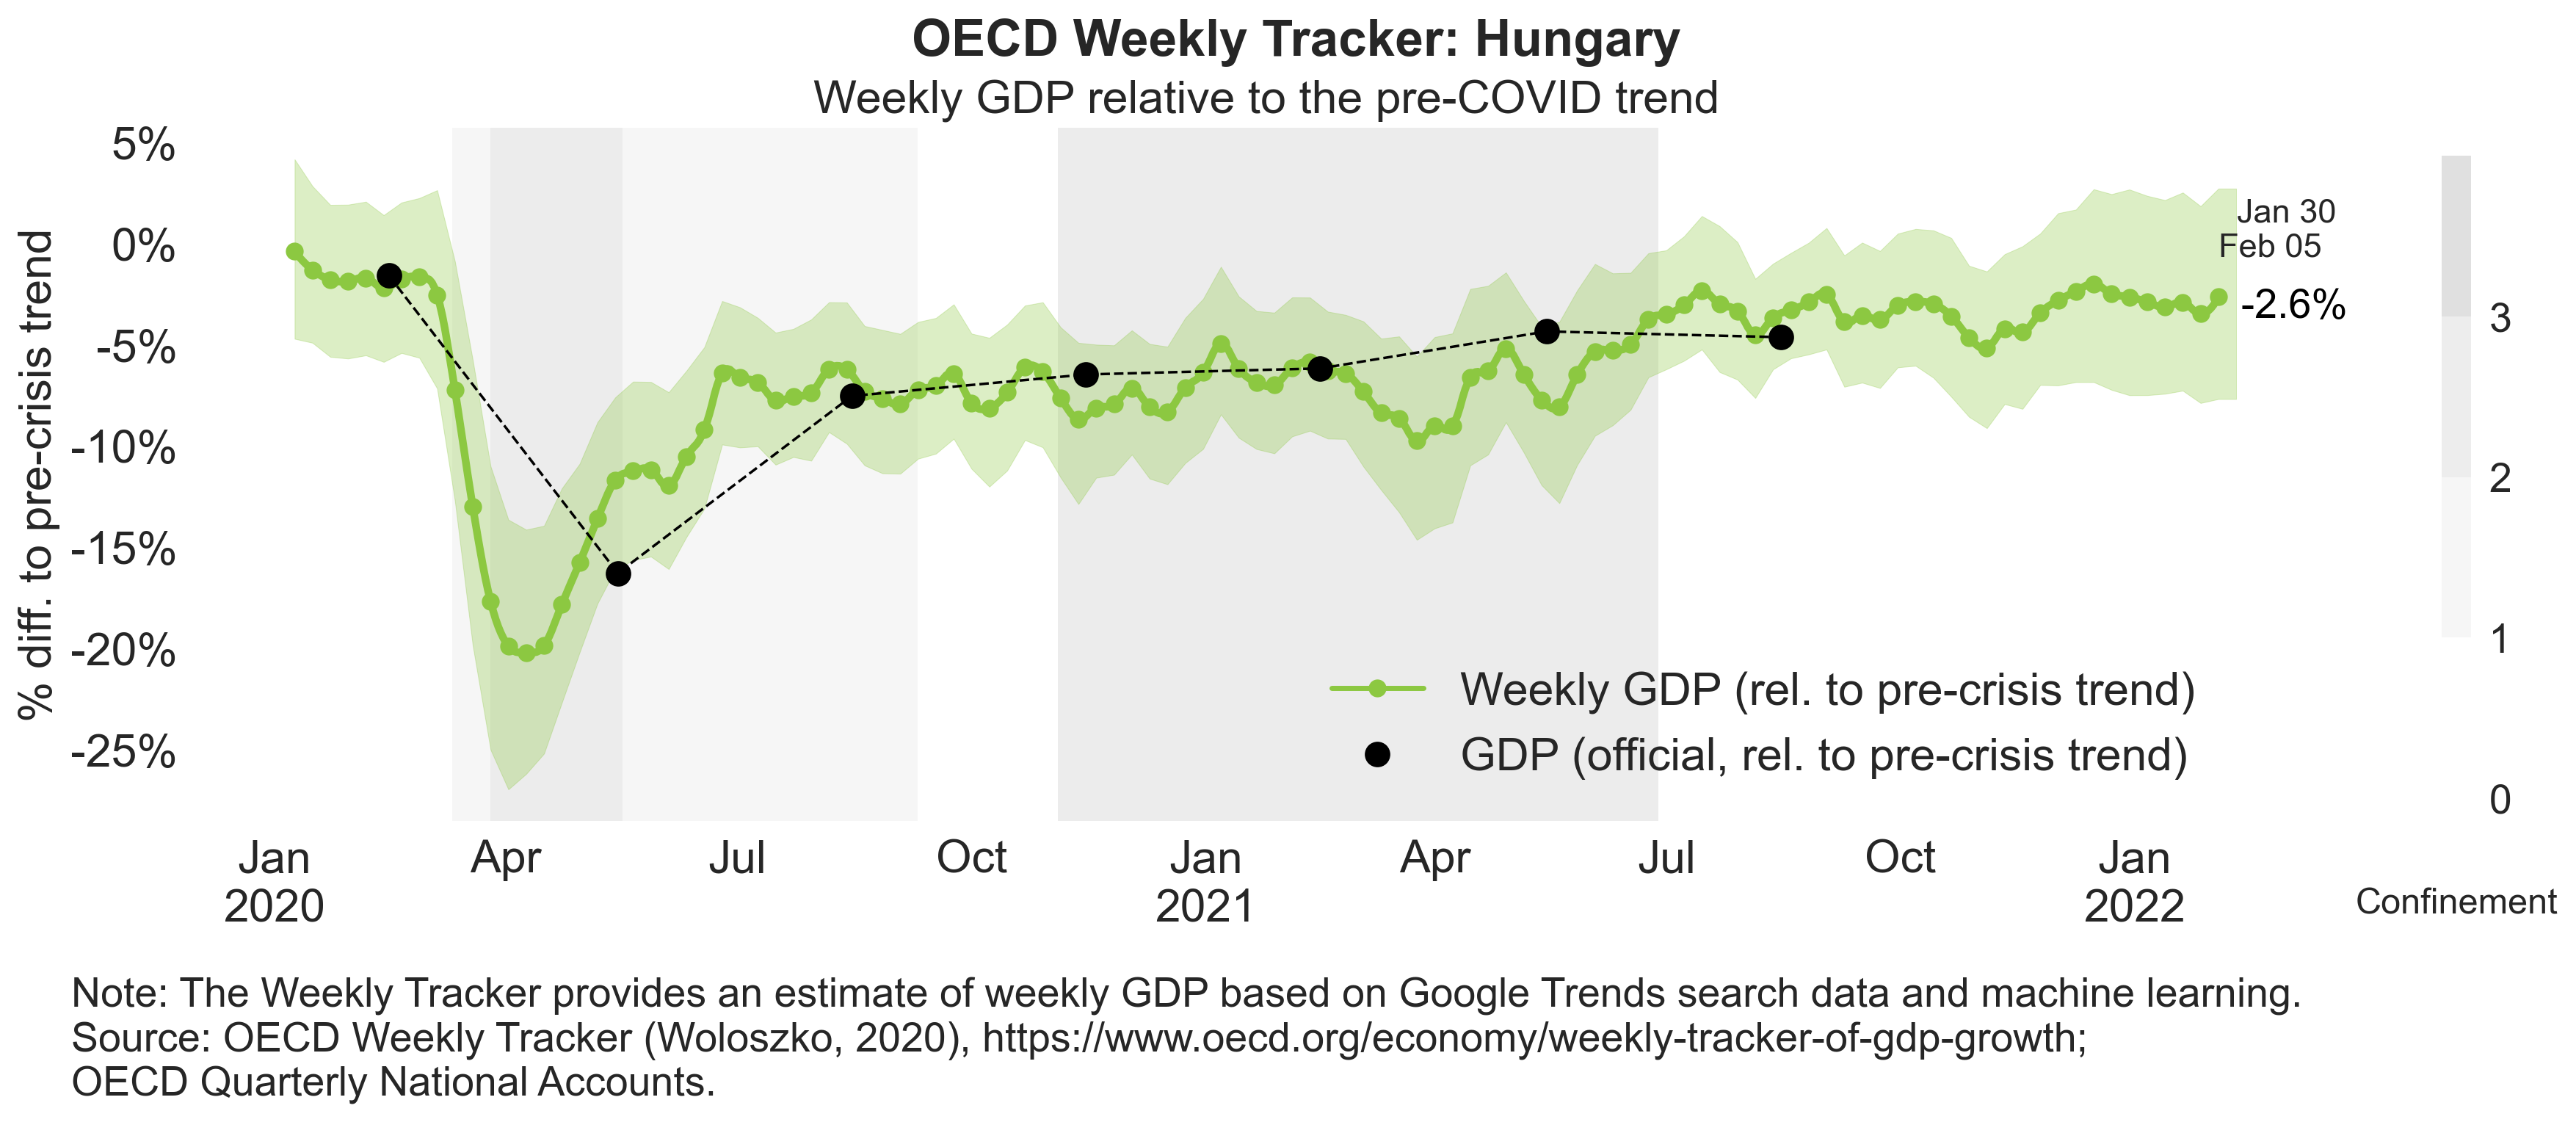 OECD Weekly Tracker: Hungary
Weekly GDP relative to the pre-COVID trend
% diff. to pre-crisis trend
5%
0%
-5%
-10%
-15%
-20%
-25%
Jan 30
Feb 05
-2.6%
Weekly GDP (rel. to pre-crisis trend)
GDP (official, rel. to pre-crisis trend)
3
2
1
0
Confinement
Jan Apr Jul Oct Jan Apr Jul Oct Jan
2020 2021 2022
Note: The Weekly Tracker provides an estimate of weekly GDP based on Google Trends search data and machine learning.
Source: OECD Weekly Tracker (Woloszko, 2020), https://www.oecd.org/economy/weekly-tracker-of-gdp-growth;
OECD Quarterly National Accounts.